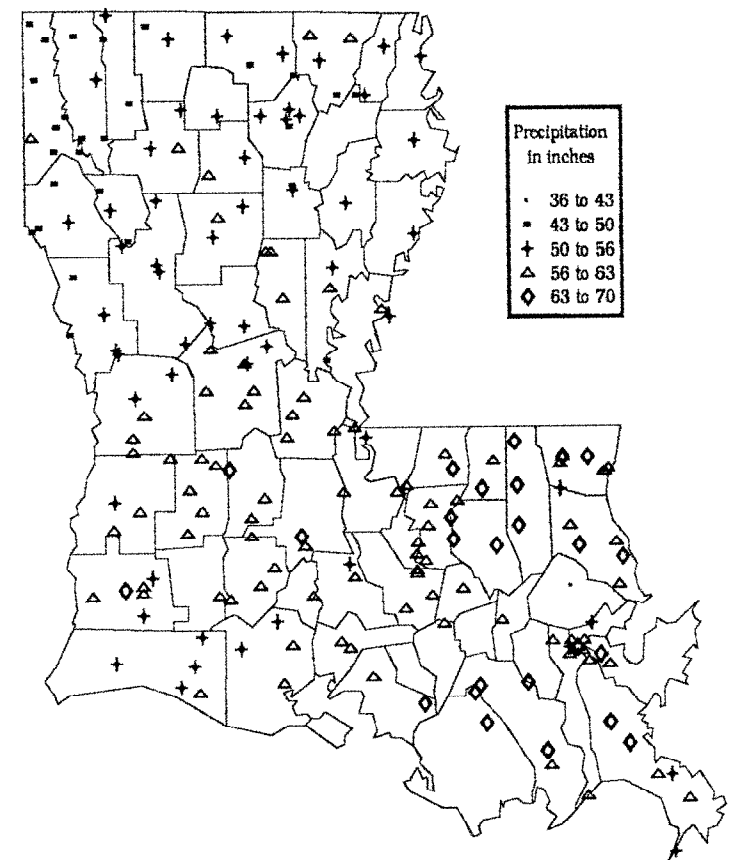 Precipitation
in inches
36 to 43
43 to 50
50 to 56
56 to 63
63 to 70